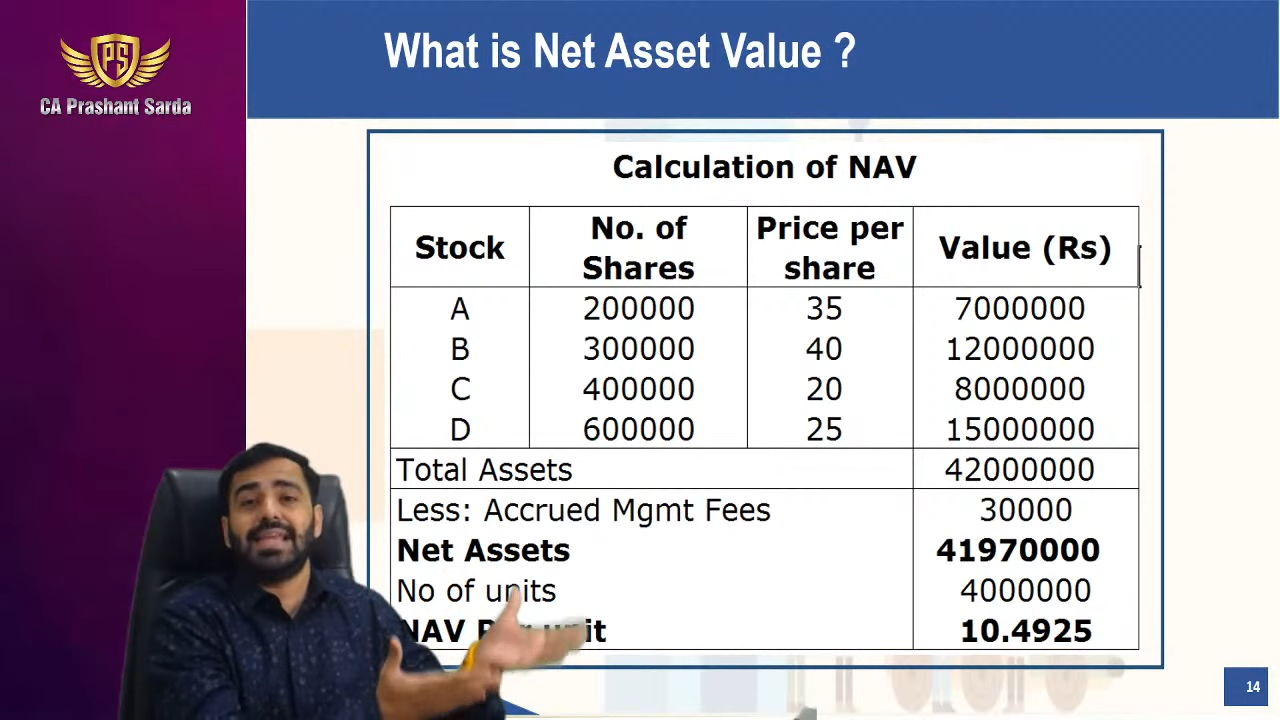 PS
CA Prashant Sarda
What is Net Asset Value ?
Calculation of NAV
Stock No. of Shares Price per share Value (Rs)
A 200000 35 7000000
B 300000 40 12000000
C 400000 20 8000000
D 600000 25 15000000
Total Assets 42000000
Less: Accrued Mgmt Fees 30000
Net Assets 41970000
No of units 4000000
NAV 10.4925
14